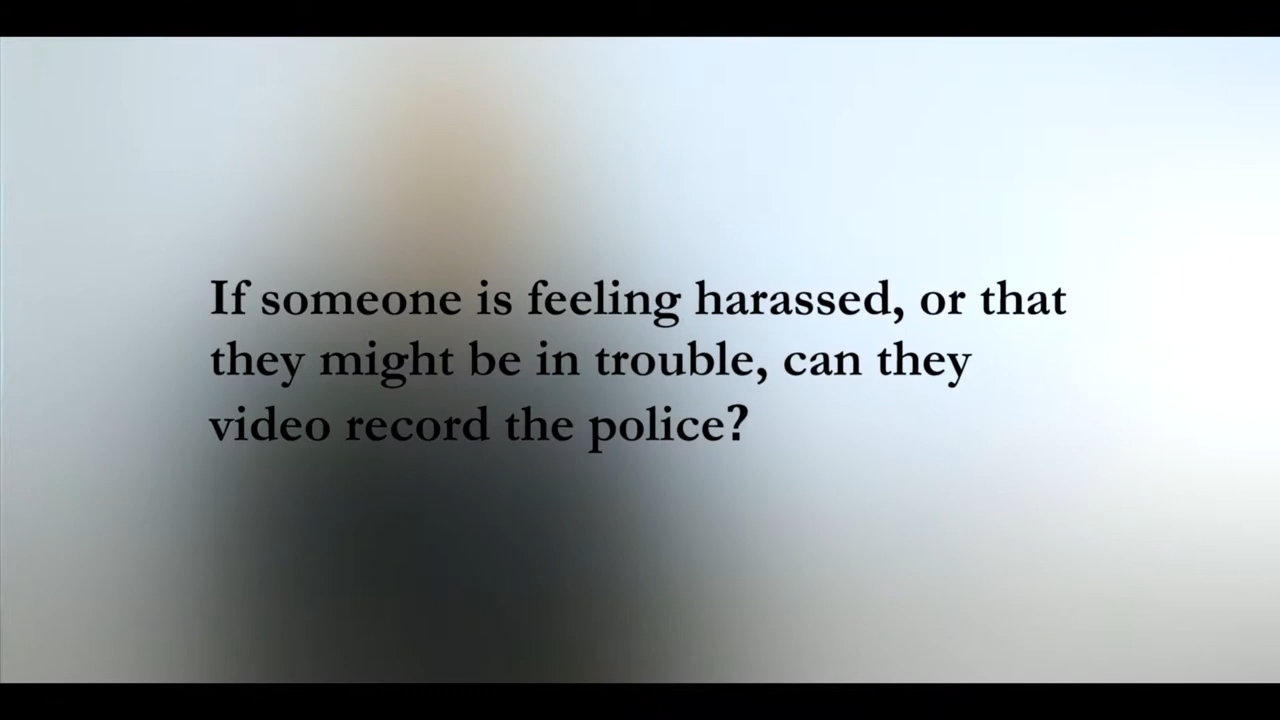 If someone is feeling harassed, or that
they might be in trouble, can they
video record the police?